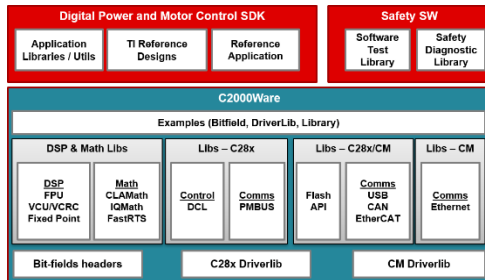 Digital Power and Motor Control SDK
Application
Libraries / Utils
TI Reference
Designs
Reference
Application
Safety SW
Software
Test
Library
Safety
Diagnostic
Library
C2000Ware
Examples (Bitfield, DriverLib, Library)
DSP & Math Libs
DSP
FPU
VCU/VCRC
Fixed Point
Math
CLAMath
IQMath
FastRTS
Libs – C28x
Control
DCL
Comms
PMBUS
Libs – C28x/CM
Flash
API
Comms
USB
CAN
EtherCAT
Libs – CM
Comms
Ethernet
Bit-fields headers
C28x Driverlib
CM Driverlib